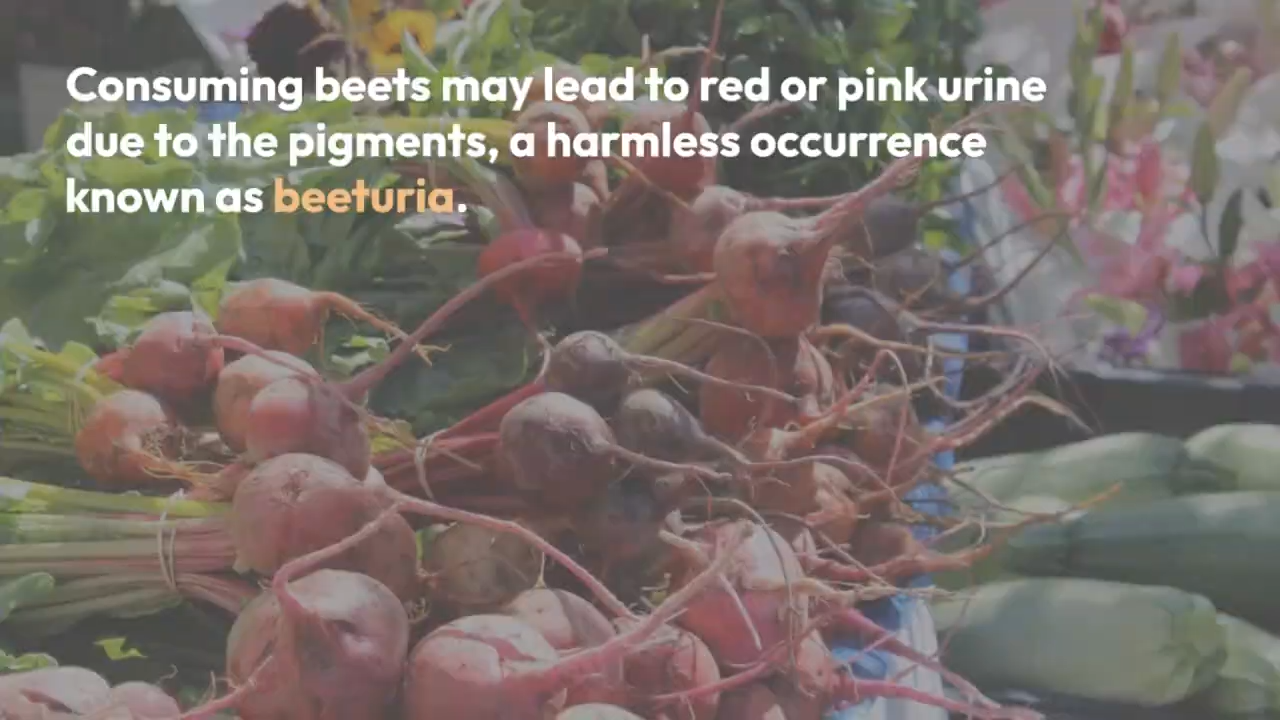 Consuming beets may lead to red or pink urine
due to the pigments, a harmless occurrence
known as beeturia.